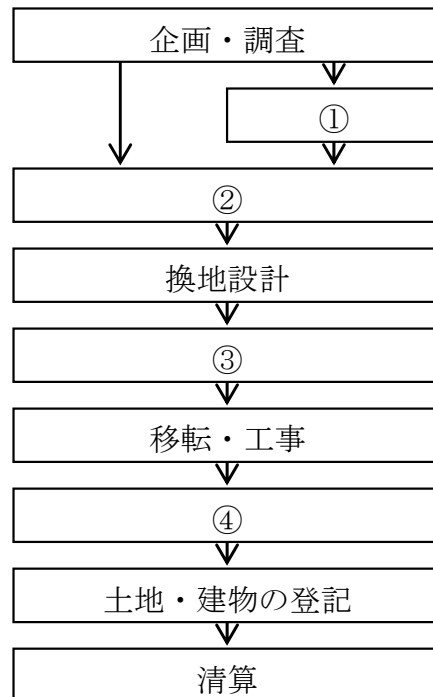 企画・調査
①
②
換地設計
③
移転・工事
④
土地・建物の登記
清算